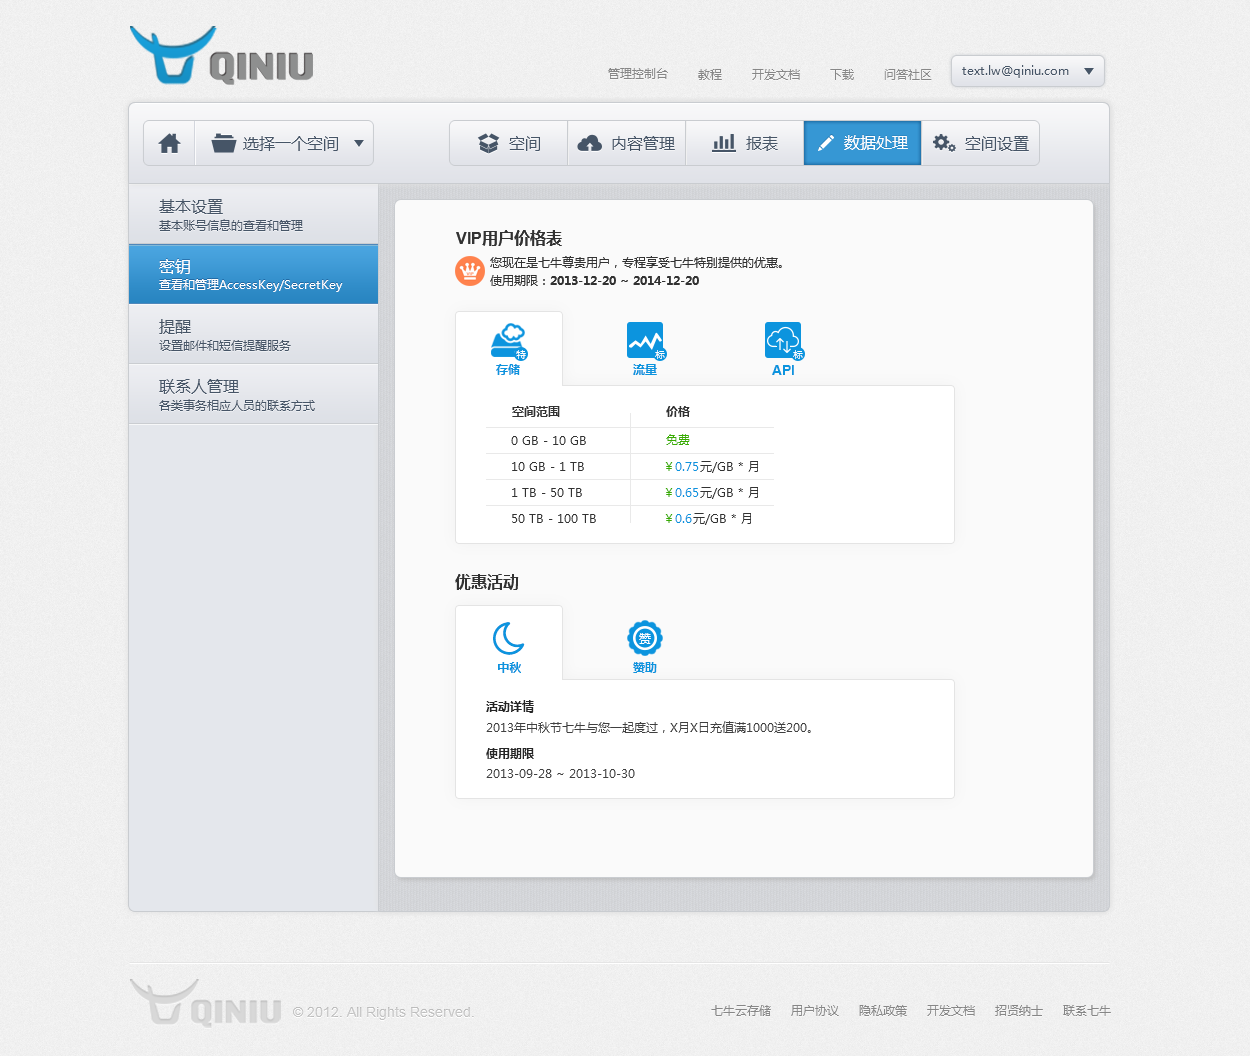 QINIU
管理控制台 教程 开发文档 下载 问答社区 text.lw@qiniu.com
选择一个空间 空间 内容管理 报表 数据处理 空间设置
基本设置
基本账号信息的查看和管理
密钥
查看和管理AccessKey/SecretKey
提醒
设置邮件和短信提醒服务
联系人管理
各类事务相应人员的联系方式
VIP用户价格表
您现在是七牛尊贵用户，专程享受七牛特别提供的优惠。
使用期限：2013-12-20 ~ 2014-12-20
特 标 标
存储 流量 API
空间范围 价格
0 GB - 10 GB 免费
10 GB - 1 TB ¥ 0.75元/GB * 月
1 TB - 50 TB ¥ 0.65元/GB * 月
50 TB - 100 TB ¥ 0.6元/GB * 月
优惠活动
赞
中秋 赞助
活动详情
2013年中秋节七牛与您一起度过，X月X日充值满1000送200。
使用期限
2013-09-28 ~ 2013-10-30
QINIU © 2012. All Rights Reserved. 七牛云存储 用户协议 隐私政策 开发文档 招贤纳士 联系七牛